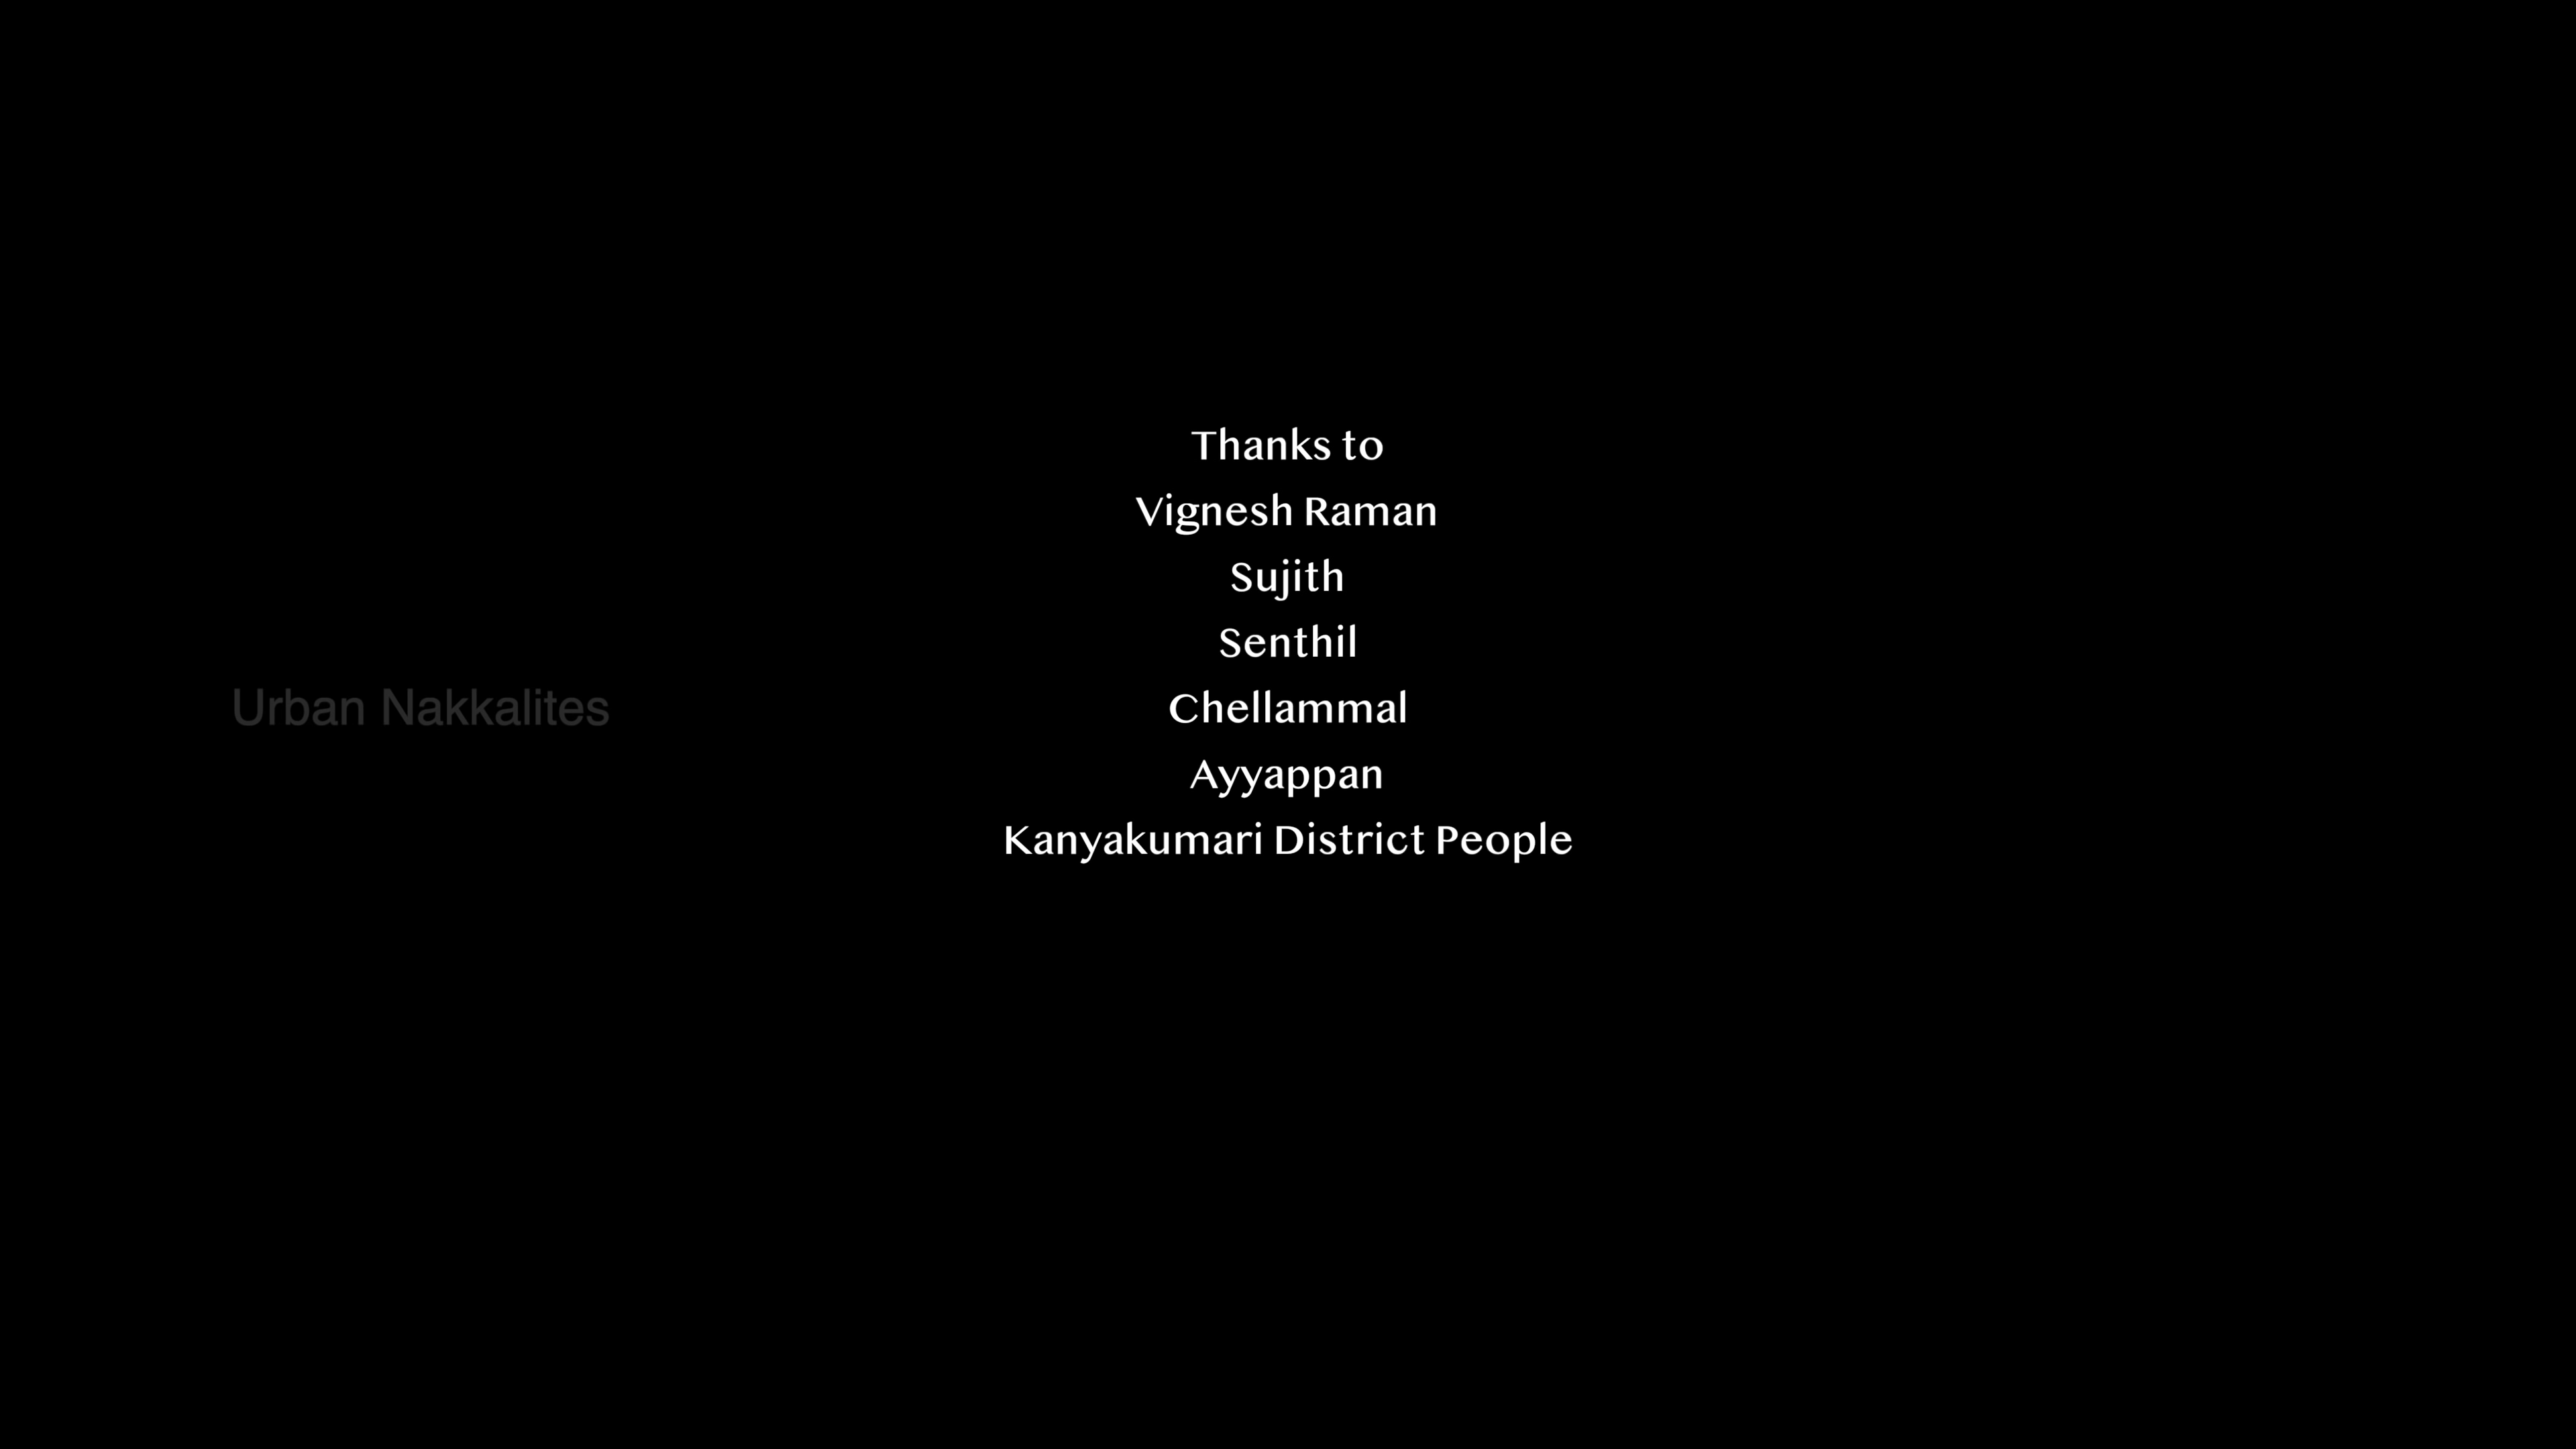 Thanks to
Vignesh Raman
Sujith
Senthil
Urban Nakkalites
Chellammal
Ayyappan
Kanyakumari District People